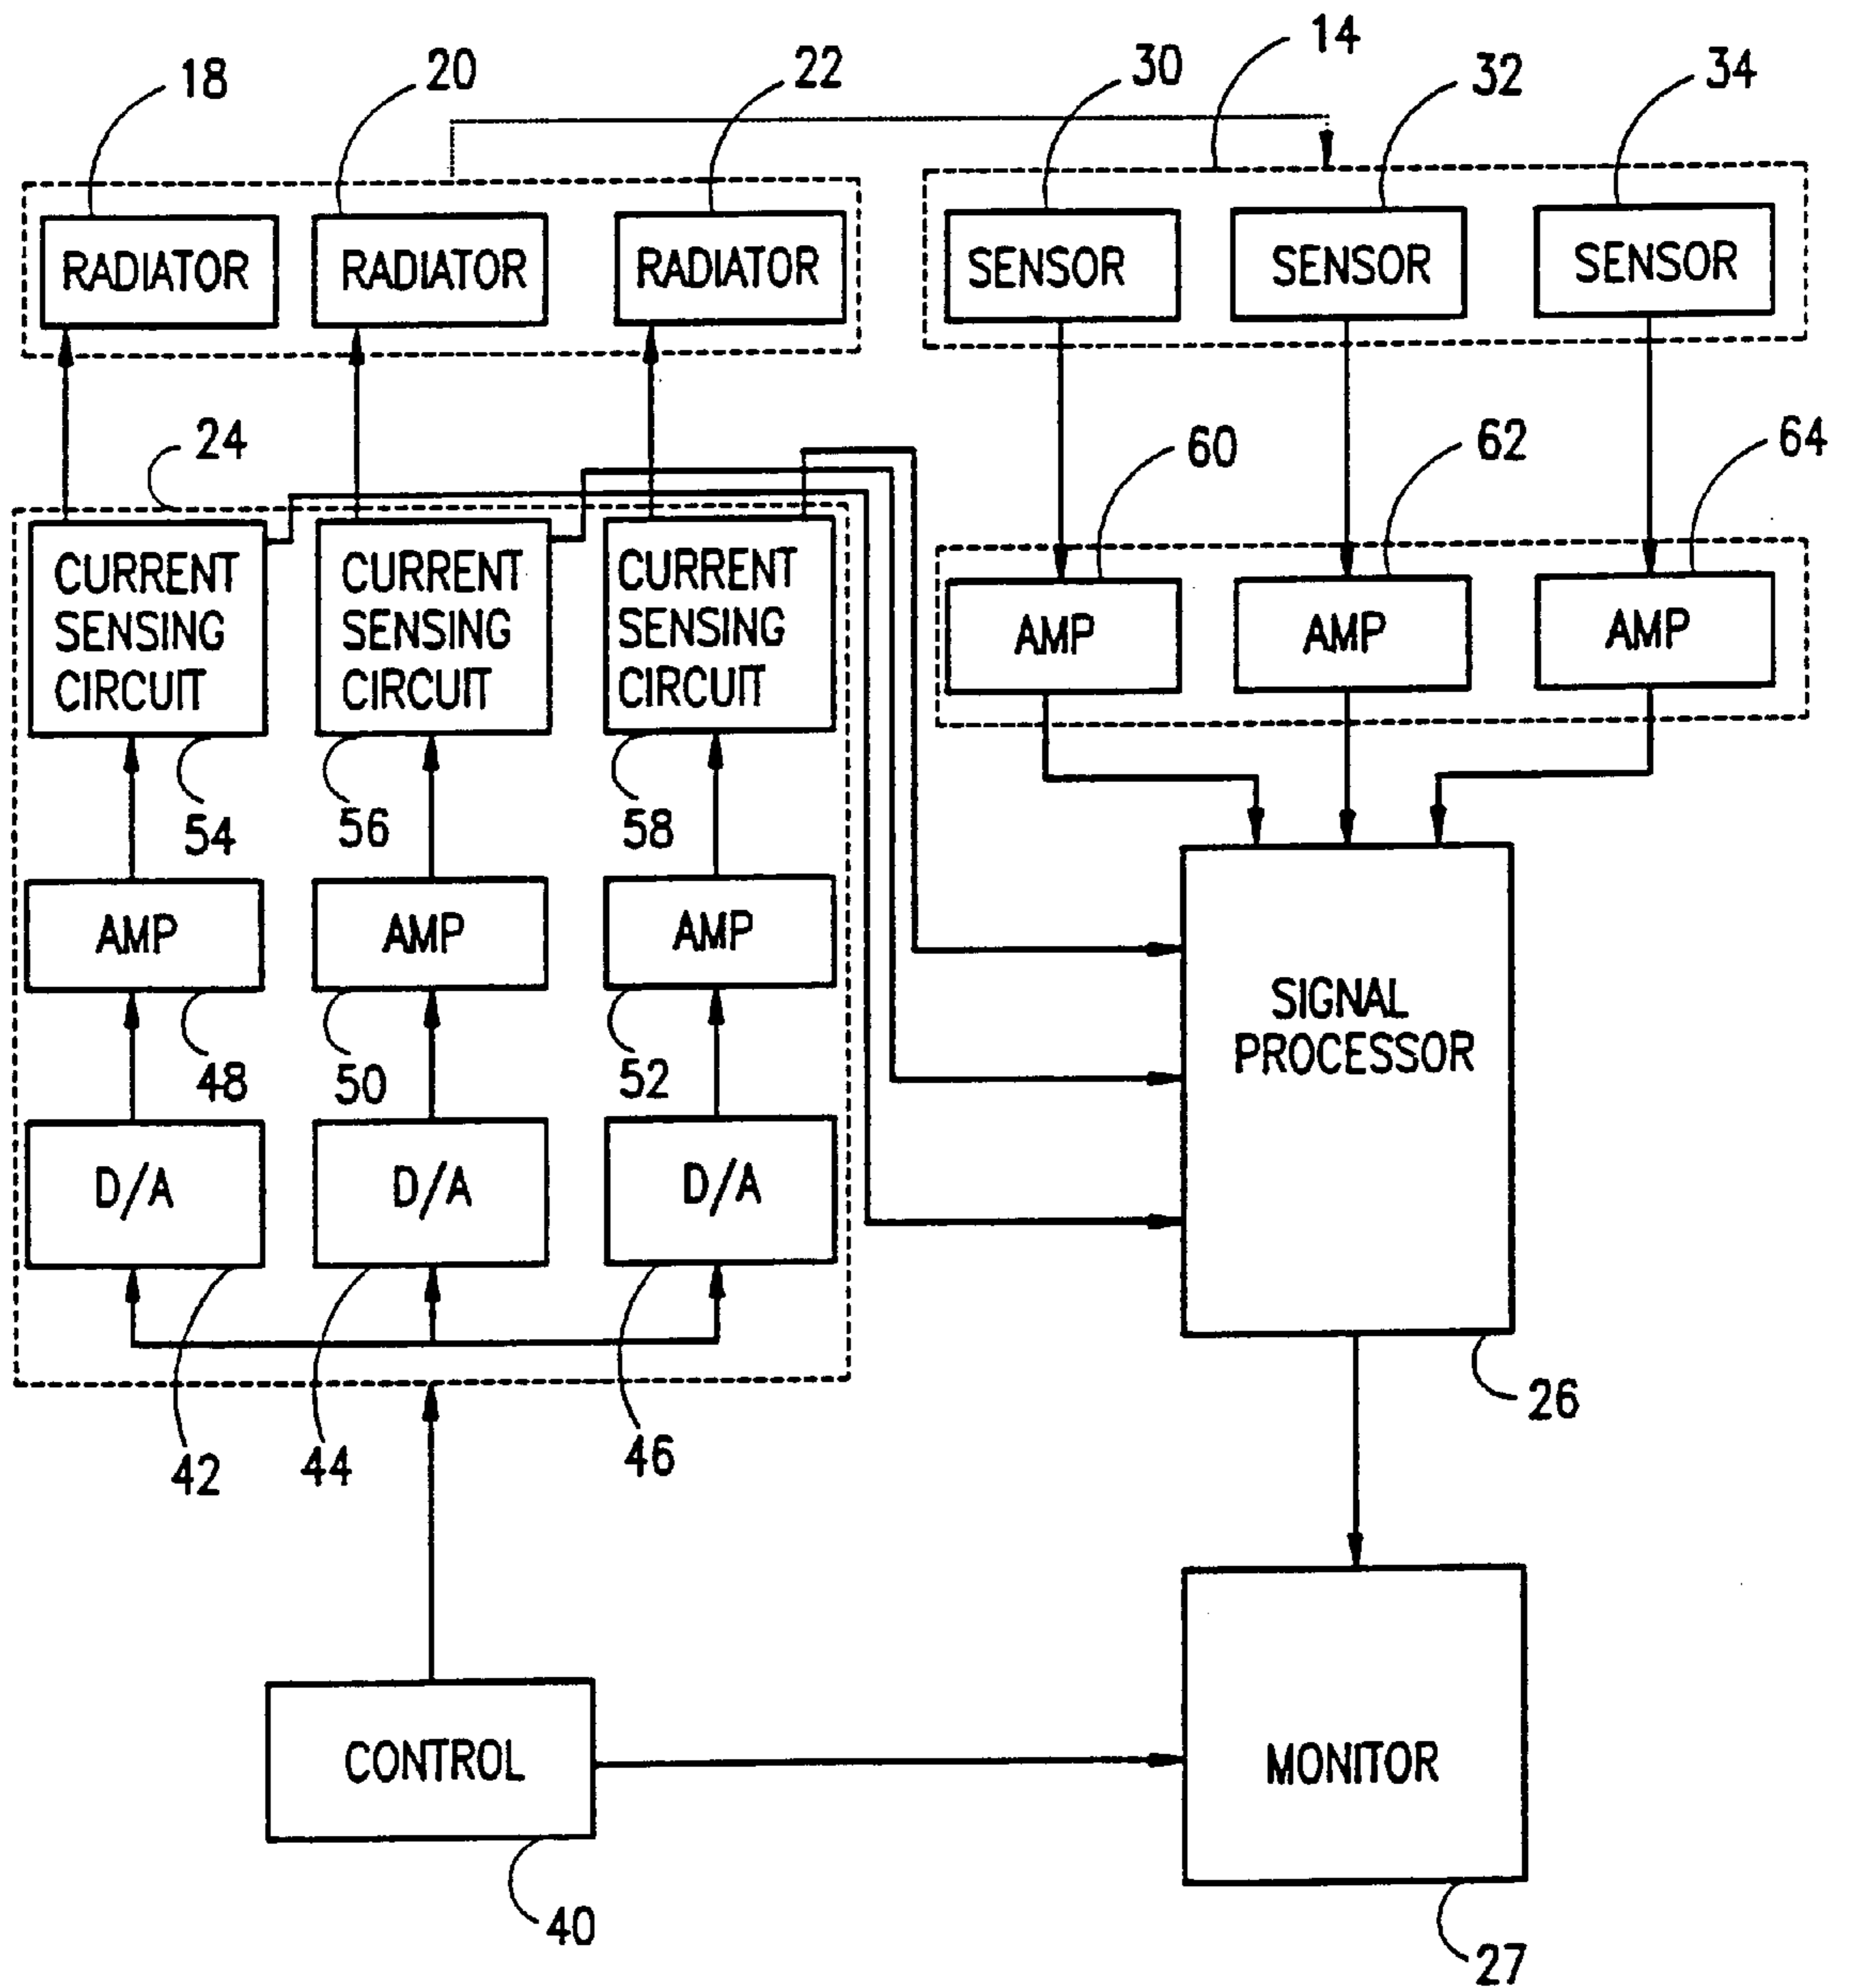 14
18 20 22 30 32 34
RADIATOR RADIATOR RADIATOR SENSOR SENSOR SENSOR
24 60 62 64
CURRENT SENSING CIRCUIT
CURRENT SENSING CIRCUIT
CURRENT SENSING CIRCUIT
AMP AMP AMP
54 56 58
AMP AMP AMP
SIGNAL
PROCESSOR
48 50 52
D/A D/A D/A
26
42 44 46
CONTROL MONITOR
40
27